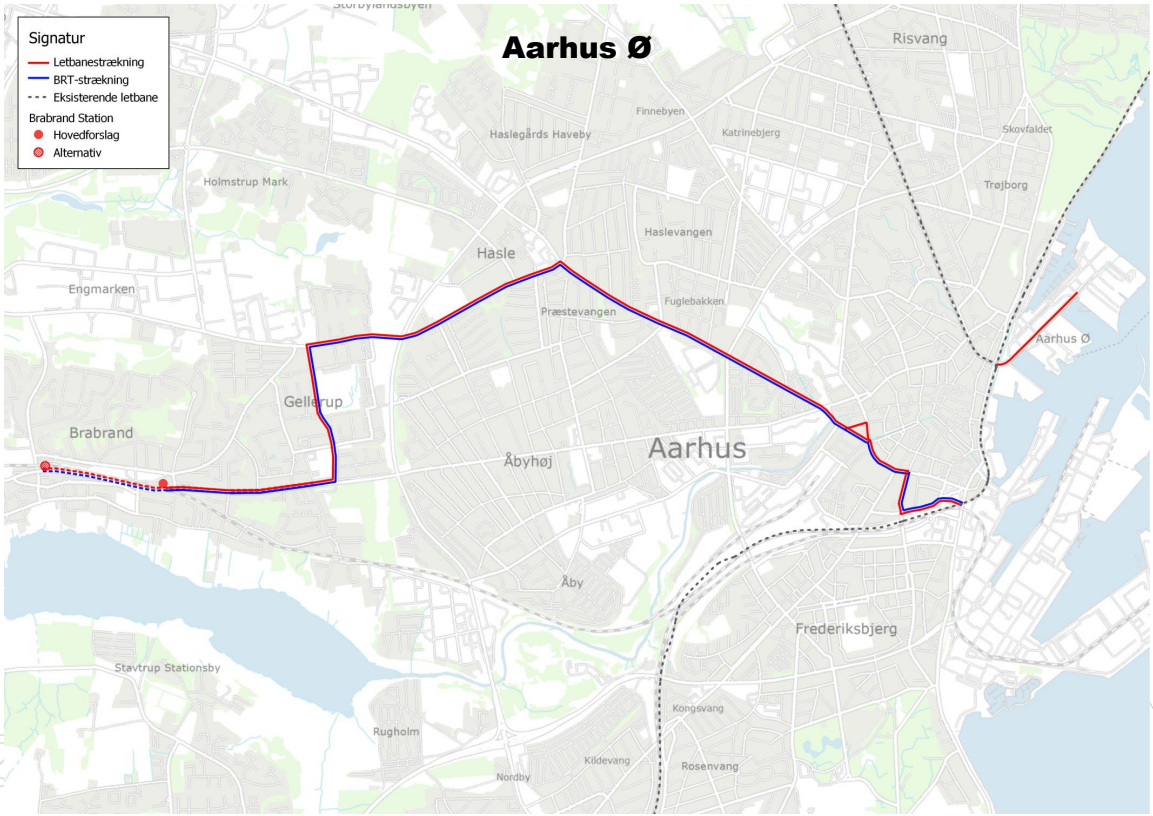 Storbylandsbyen
Signatur
Letbanestrækning
BRT-strækning
Eksisterende letbane
Brabrand Station
Hovedforslag
Alternativ
Aarhus Ø
Risvang
Finnebyen
Haslegårds Haveby
Katrinebjerg
Skovfaldet
Holmstrup Mark
Trøjborg
Haslevangen
Hasle
Engmarken
Præstevangen
Fuglebakken
Aarhus Ø
Gellerup
Brabrand
Aarhus
Åbyhøj
Åby
Frederiksbjerg
Stavtrup Stationsby
Kongsvang
Rugholm
Kildevang
Rosenvang
Nordby